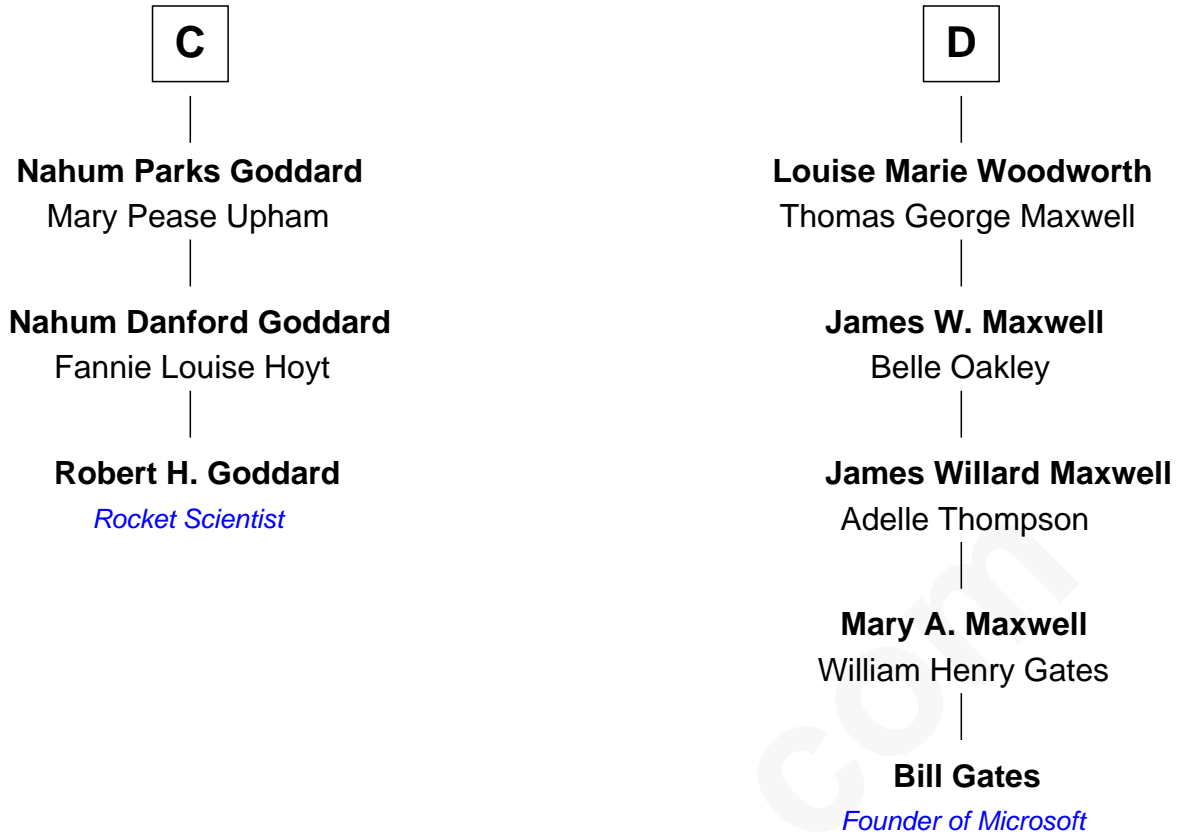 C
Nahum Parks Goddard
Mary Pease Upham
Nahum Danford Goddard
Fannie Louise Hoyt
Robert H. Goddard
Rocket Scientist
D
Louise Marie Woodworth
Thomas George Maxwell
James W. Maxwell
Belle Oakley
James Willard Maxwell
Adelle Thompson
Mary A. Maxwell
William Henry Gates
Bill Gates
Founder of Microsoft
com